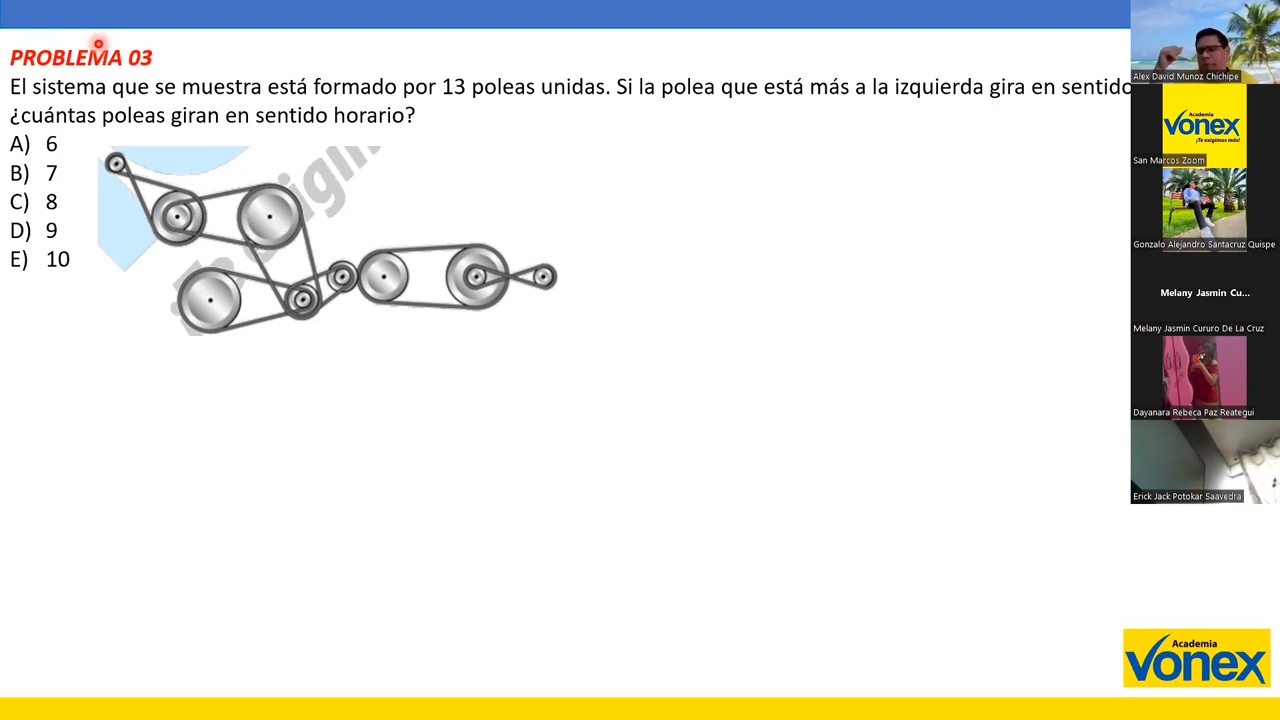 PROBLEMA 03
El sistema que se muestra está formado por 13 poleas unidas. Si la polea que está más a la izquierda gira en sentido
¿cuántas poleas giran en sentido horario?
A) 6
B) 7
C) 8
D) 9
E) 10
Alex David Munoz Chichipe
Academia
vonex
¡Te exigimos más!
San Marcos Zoom
Gonzalo Alejandro Santacruz Quispe
Melany Jasmin Cu...
Melany Jasmin Cururo De La Cruz
Dayanara Rebeca Paz Reategui
Erick Jack Potokar Saavedra
Academia
vonex